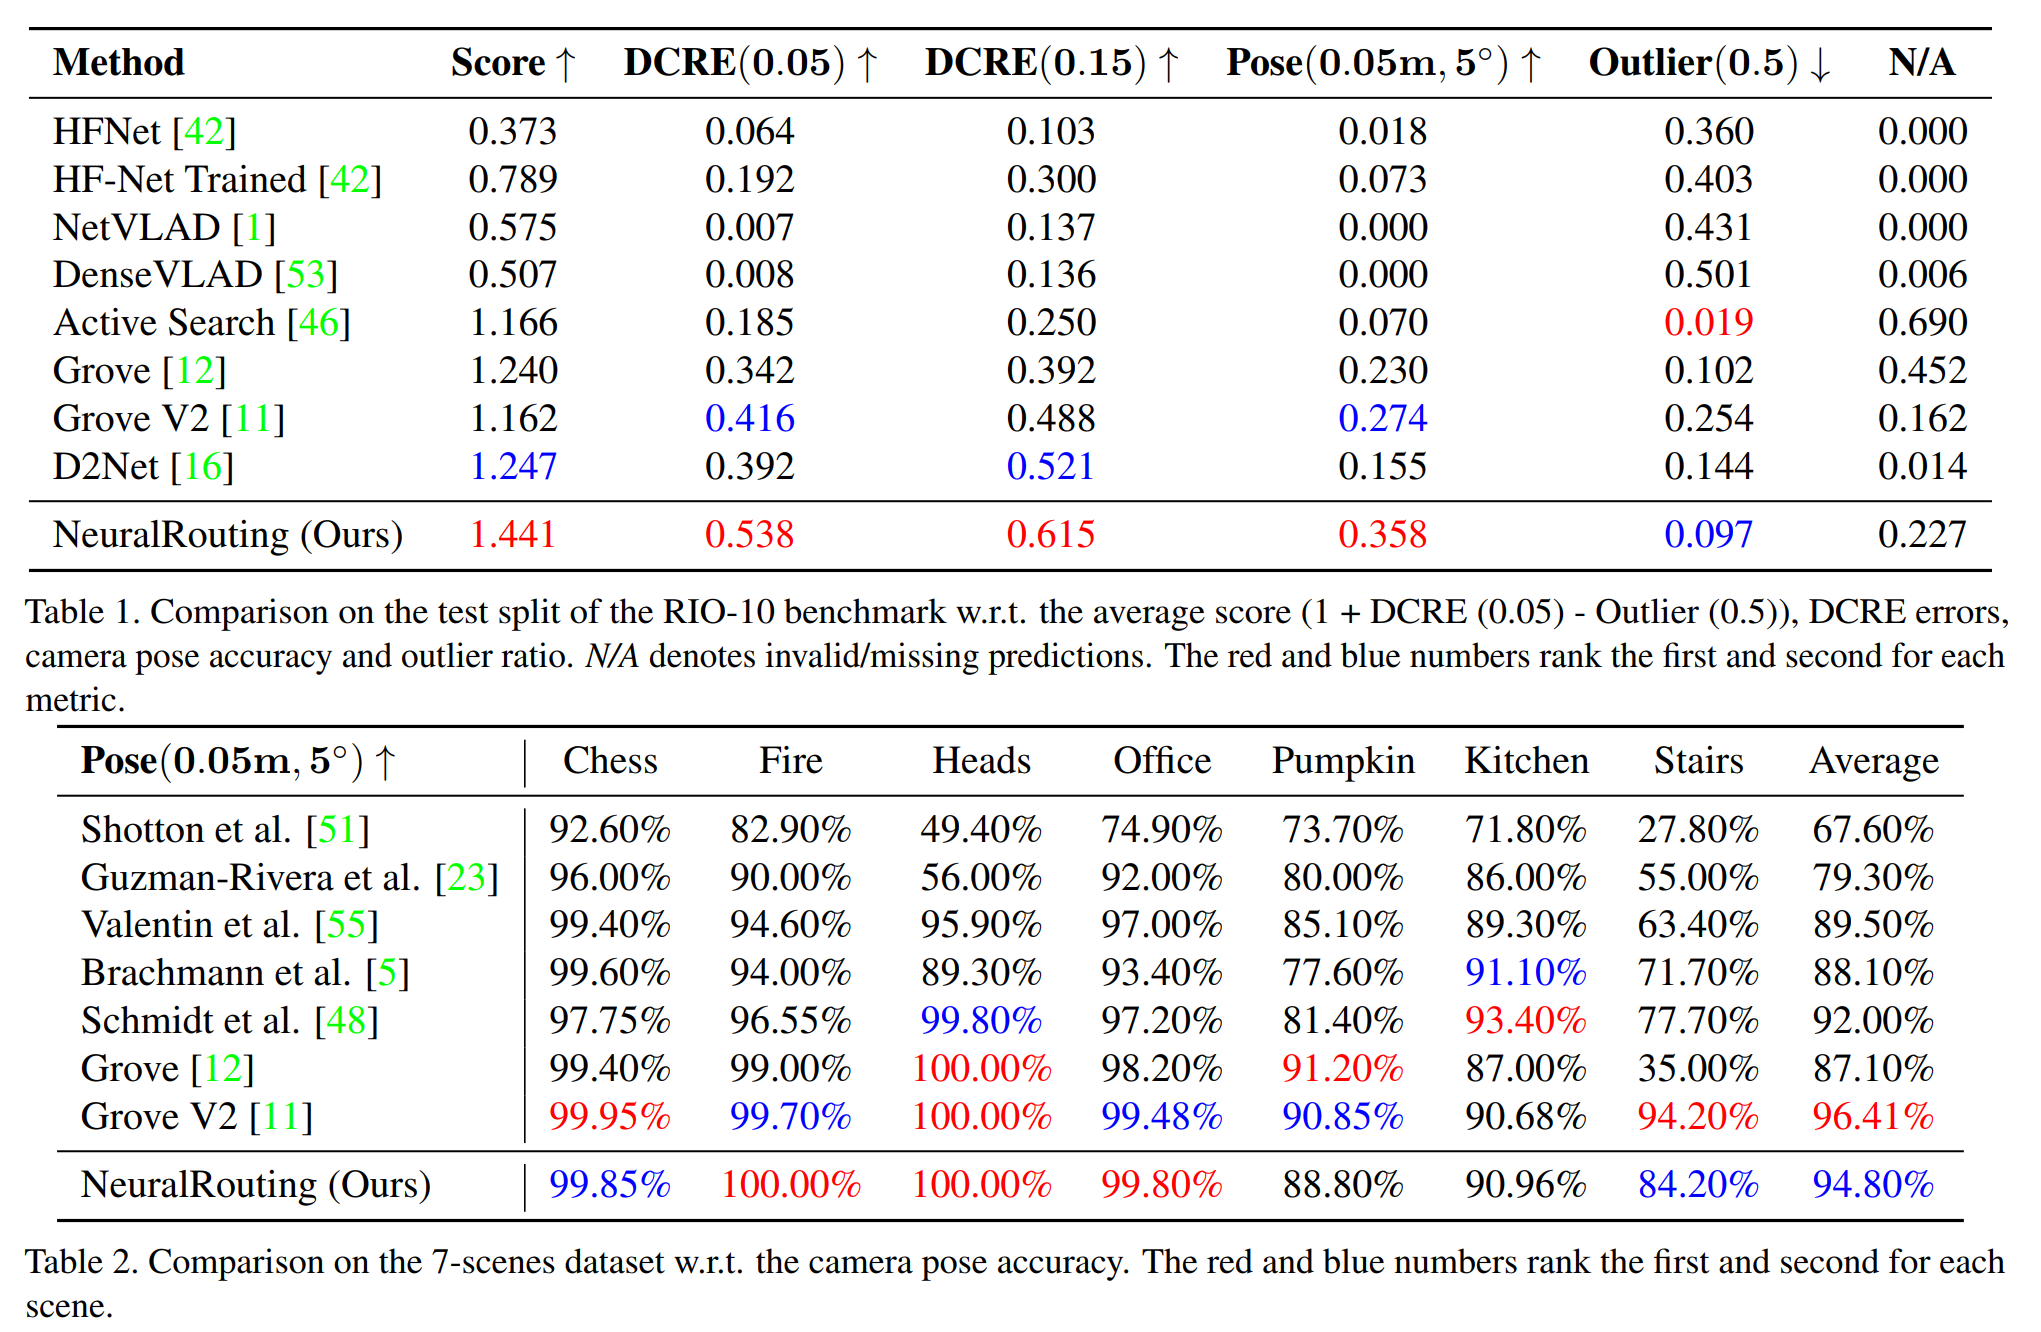 Method Score ↑ DCRE(0.05) ↑ DCRE(0.15) ↑ Pose(0.05m, 5°) ↑ Outlier(0.5) ↓ N/A
HFNet [42] 0.373 0.064 0.103 0.018 0.360 0.000
HF-Net Trained [42] 0.789 0.192 0.300 0.073 0.403 0.000
NetVLAD [1] 0.575 0.007 0.137 0.000 0.431 0.000
DenseVLAD [53] 0.507 0.008 0.136 0.000 0.501 0.006
Active Search [46] 1.166 0.185 0.250 0.070 0.019 0.690
Grove [12] 1.240 0.342 0.392 0.230 0.102 0.452
Grove V2 [11] 1.162 0.416 0.488 0.274 0.254 0.162
D2Net [16] 1.247 0.392 0.521 0.155 0.144 0.014
NeuralRouting (Ours) 1.441 0.538 0.615 0.358 0.097 0.227
Table 1. Comparison on the test split of the RIO-10 benchmark w.r.t. the average score (1 + DCRE (0.05) - Outlier (0.5)), DCRE errors,
camera pose accuracy and outlier ratio. N/A denotes invalid/missing predictions. The red and blue numbers rank the first and second for each
metric.
Pose(0.05m, 5°) ↑ Chess Fire Heads Office Pumpkin Kitchen Stairs Average
Shotton et al. [51] 92.60% 82.90% 49.40% 74.90% 73.70% 71.80% 27.80% 67.60%
Guzman-Rivera et al. [23] 96.00% 90.00% 56.00% 92.00% 80.00% 86.00% 55.00% 79.30%
Valentin et al. [55] 99.40% 94.60% 95.90% 97.00% 85.10% 89.30% 63.40% 89.50%
Brachmann et al. [5] 99.60% 94.00% 89.30% 93.40% 77.60% 91.10% 71.70% 88.10%
Schmidt et al. [48] 97.75% 96.55% 99.80% 97.20% 81.40% 93.40% 77.70% 92.00%
Grove [12] 99.40% 99.00% 100.00% 98.20% 91.20% 87.00% 35.00% 87.10%
Grove V2 [11] 99.95% 99.70% 100.00% 99.48% 90.85% 90.68% 94.20% 96.41%
NeuralRouting (Ours) 99.85% 100.00% 100.00% 99.80% 88.80% 90.96% 84.20% 94.80%
Table 2. Comparison on the 7-scenes dataset w.r.t. the camera pose accuracy. The red and blue numbers rank the first and second for each
scene.